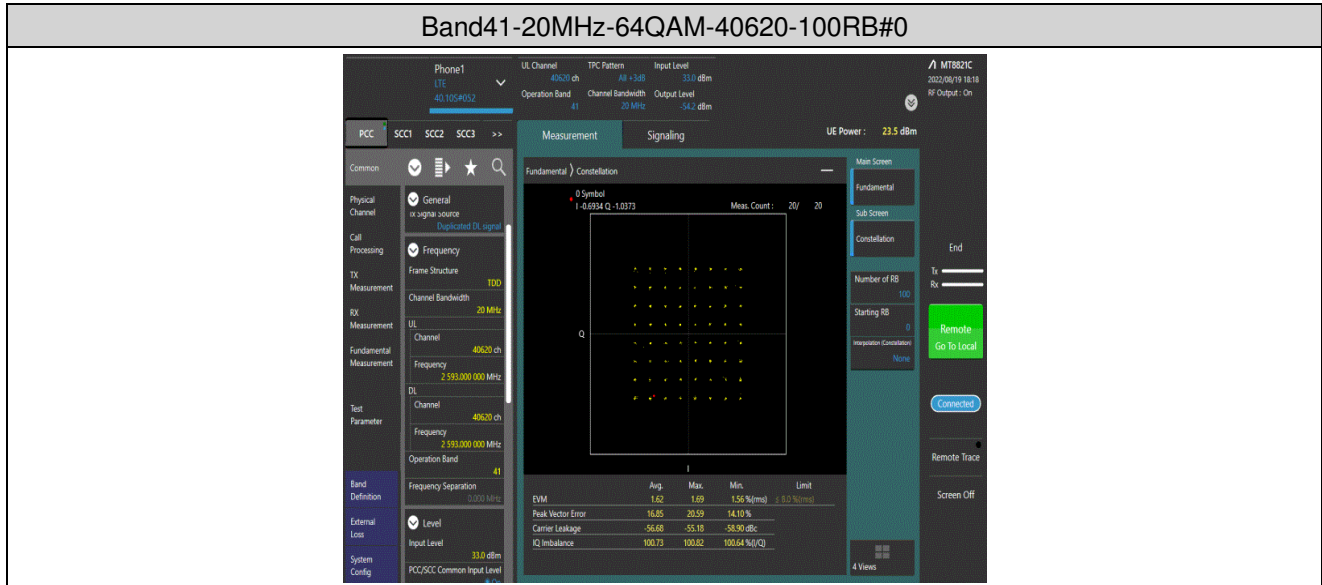 Band41-20MHz-64QAM-40620-100RB#0
Phone1
LTE
40.10S#052
UL Channel TPC Pattern Input Level
40620 ch All +3dB 33.0 dBm
Operation Band Channel Bandwidth Output Level
41 20 MHz -54.2 dBm
MT8821C
2022/08/19 18:18
RF Output : On
PCC SCC1 SCC2 SCC3 >>
Measurement Signaling
UE Power : 23.5 dBm
Common
Physical
Channel
Call
Processing
TX
Measurement
RX
Measurement
Fundamental
Measurement
Test
Parameter
Band
Definition
External
Loss
System
Config
General
Tx Signal Source
Duplicated DL signal
Frequency
Frame Structure
TDD
Channel Bandwidth
20 MHz
UL
Channel
40620 ch
Frequency
2 593.000 000 MHz
DL
Channel
40620 ch
Frequency
2 593.000 000 MHz
Operation Band
41
Frequency Separation
0.000 MHz
Level
Input Level
33.0 dBm
PCC/SCC Common Input Level
On
Fundamental ⟩ Constellation
0 Symbol
I -0.6934 Q -1.0373 Meas. Count : 20/ 20
Q
I
Avg. Max. Min. Limit
EVM 1.62 1.69 1.56 %(rms) ≤ 8.0 %(rms)
Peak Vector Error 16.85 20.59 14.10 %
Carrier Leakage -56.68 -55.18 -58.90 dBc
IQ Imbalance 100.73 100.82 100.64 %(I/Q)
Main Screen
Fundamental
Sub Screen
Constellation
Number of RB
100
Starting RB
0
Interpolation (Constellation)
None
4 Views
End
Tx
Rx
Remote
Go To Local
Connected
Remote Trace
Screen Off